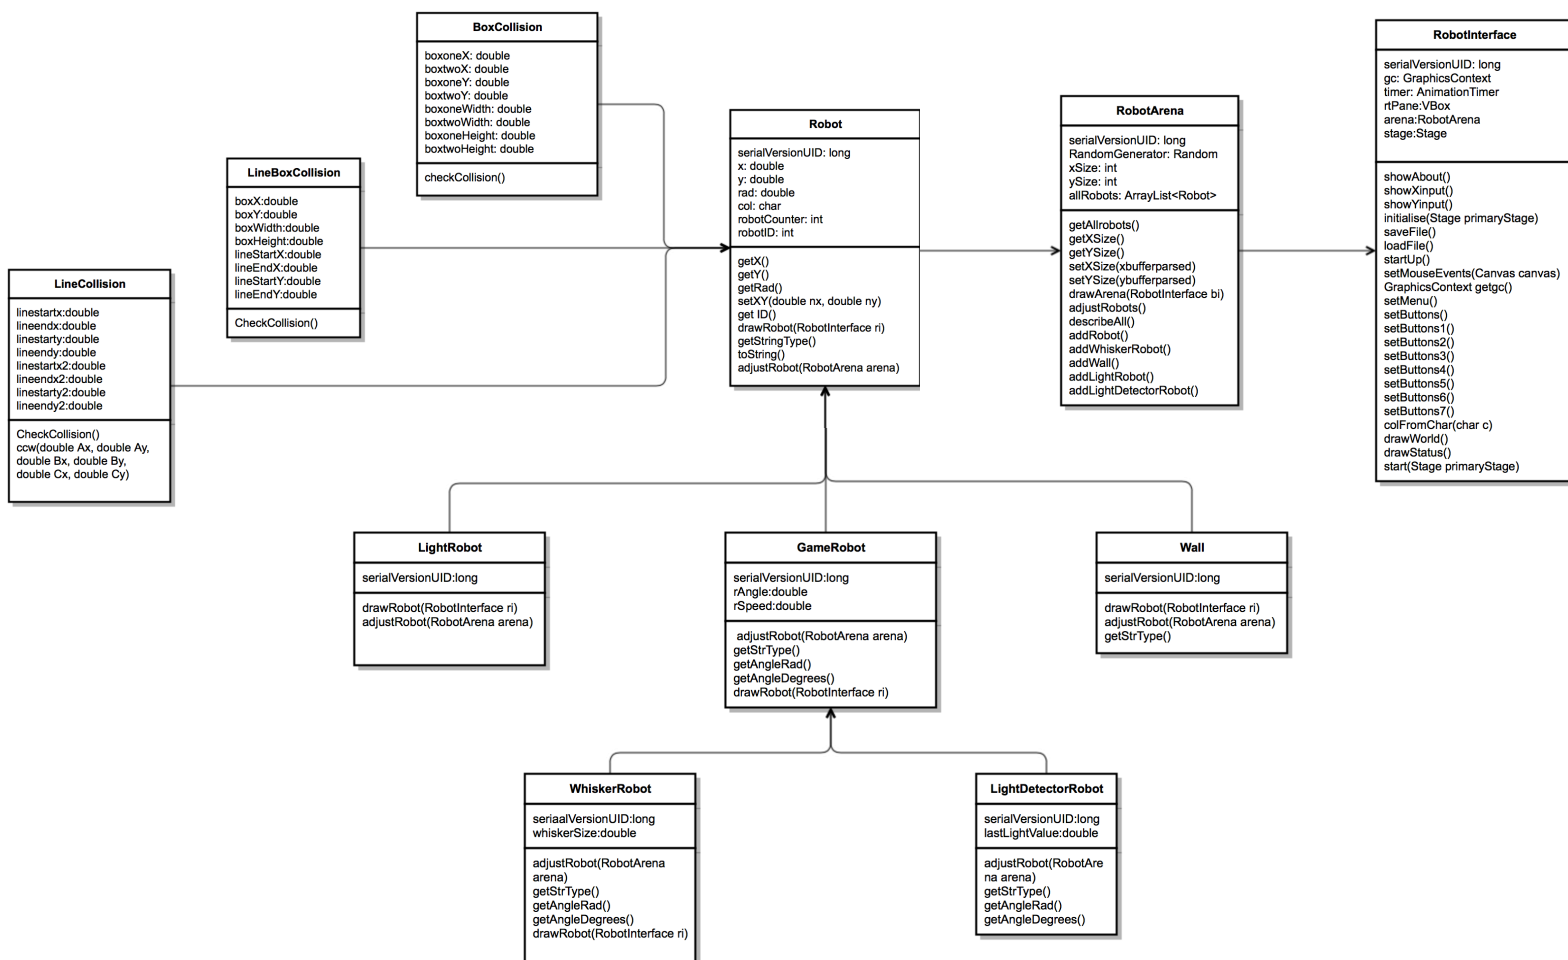 BoxCollision
boxoneX: double
boxtwoX: double
boxoneY: double
boxtwoY: double
boxoneWidth: double
boxtwoWidth: double
boxoneHeight: double
boxtwoHeight: double
checkCollision()
RobotInterface
serialVersionUID: long
gc: GraphicsContext
timer: AnimationTimer
rtPane:VBox
arena:RobotArena
stage:Stage
showAbout()
showXinput()
showYinput()
initialise(Stage primaryStage)
saveFile()
loadFile()
startUp()
setMouseEvents(Canvas canvas)
GraphicsContext getgc()
setMenu()
setButtons()
setButtons1()
setButtons2()
setButtons3()
setButtons4()
setButtons5()
setButtons6()
setButtons7()
colFromChar(char c)
drawWorld()
drawStatus()
start(Stage primaryStage)
RobotArena
serialVersionUID: long
RandomGenerator: Random
xSize: int
ySize: int
allRobots: ArrayList<Robot>
getAllrobots()
getXSize()
getYSize()
setXSize(xbufferparsed)
setYSize(ybufferparsed)
drawArena(RobotInterface bi)
adjustRobots()
describeAll()
addRobot()
addWhiskerRobot()
addWall()
addLightRobot()
addLightDetectorRobot()
Robot
serialVersionUID: long
x: double
y: double
rad: double
col: char
robotCounter: int
robotID: int
getX()
getY()
getRad()
setXY(double nx, double ny)
get ID()
drawRobot(RobotInterface ri)
getStringType()
toString()
adjustRobot(RobotArena arena)
LineBoxCollision
boxX:double
boxY:double
boxWidth:double
boxHeight:double
lineStartX:double
lineEndX:double
lineStartY:double
lineEndY:double
CheckCollision()
LineCollision
linestartx:double
lineendx:double
linestarty:double
lineendy:double
linestartx2:double
lineendx2:double
linestarty2:double
lineendy2:double
CheckCollision()
ccw(double Ax, double Ay,
double Bx, double By,
double Cx, double Cy)
LightRobot
serialVersionUID:long
drawRobot(RobotInterface ri)
adjustRobot(RobotArena arena)
GameRobot
serialVersionUID:long
rAngle:double
rSpeed:double
adjustRobot(RobotArena arena)
getStrType()
getAngleRad()
getAngleDegrees()
drawRobot(RobotInterface ri)
Wall
serialVersionUID:long
drawRobot(RobotInterface ri)
adjustRobot(RobotArena arena)
getStrType()
WhiskerRobot
seriaalVersionUID:long
whiskerSize:double
adjustRobot(RobotArena
arena)
getStrType()
getAngleRad()
getAngleDegrees()
drawRobot(RobotInterface ri)
LightDetectorRobot
serialVersionUID:long
lastLightValue:double
adjustRobot(RobotAre
na arena)
getStrType()
getAngleRad()
getAngleDegrees()